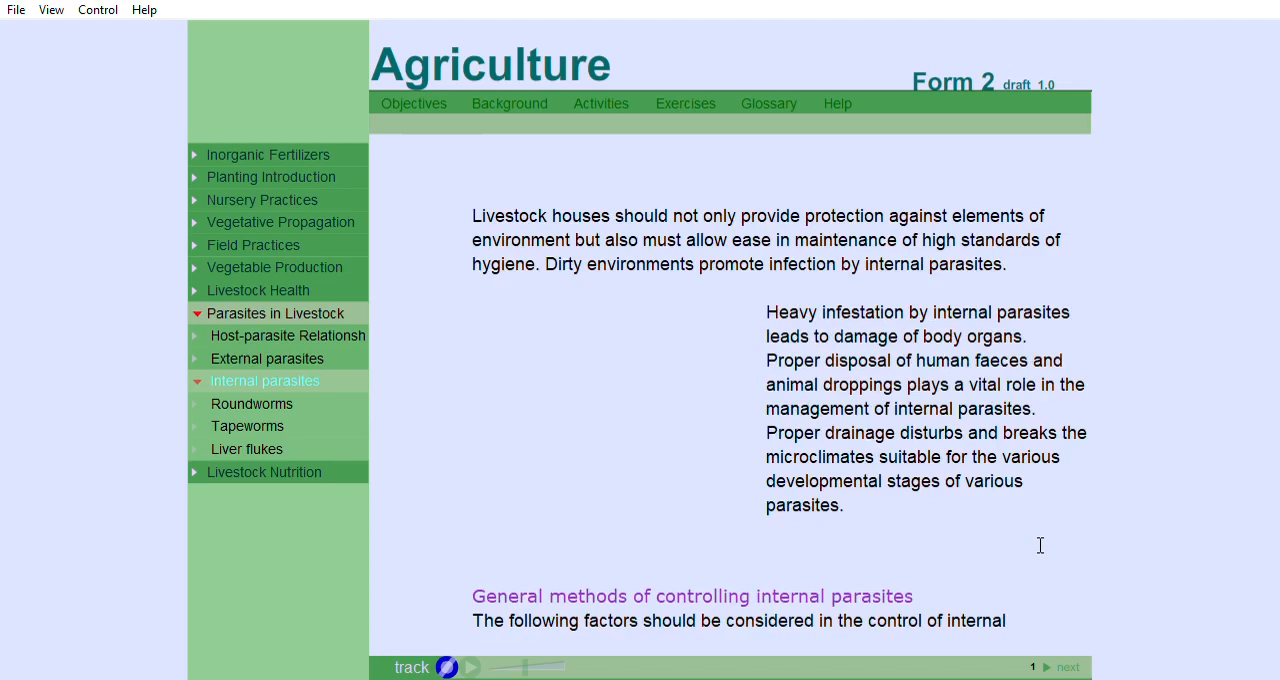 File View Control Help
Agriculture
Form 2 draft 1.0
Objectives Background Activities Exercises Glossary Help
Inorganic Fertilizers
Planting Introduction
Nursery Practices
Vegetative Propagation
Field Practices
Vegetable Production
Livestock Health
Parasites in Livestock
Host-parasite Relationsh
External parasites
Internal parasites
Roundworms
Tapeworms
Liver flukes
Livestock Nutrition
Livestock houses should not only provide protection against elements of
environment but also must allow ease in maintenance of high standards of
hygiene. Dirty environments promote infection by internal parasites.
Heavy infestation by internal parasites
leads to damage of body organs.
Proper disposal of human faeces and
animal droppings plays a vital role in the
management of internal parasites.
Proper drainage disturbs and breaks the
microclimates suitable for the various
developmental stages of various
parasites.
General methods of controlling internal parasites
The following factors should be considered in the control of internal
track
1 next